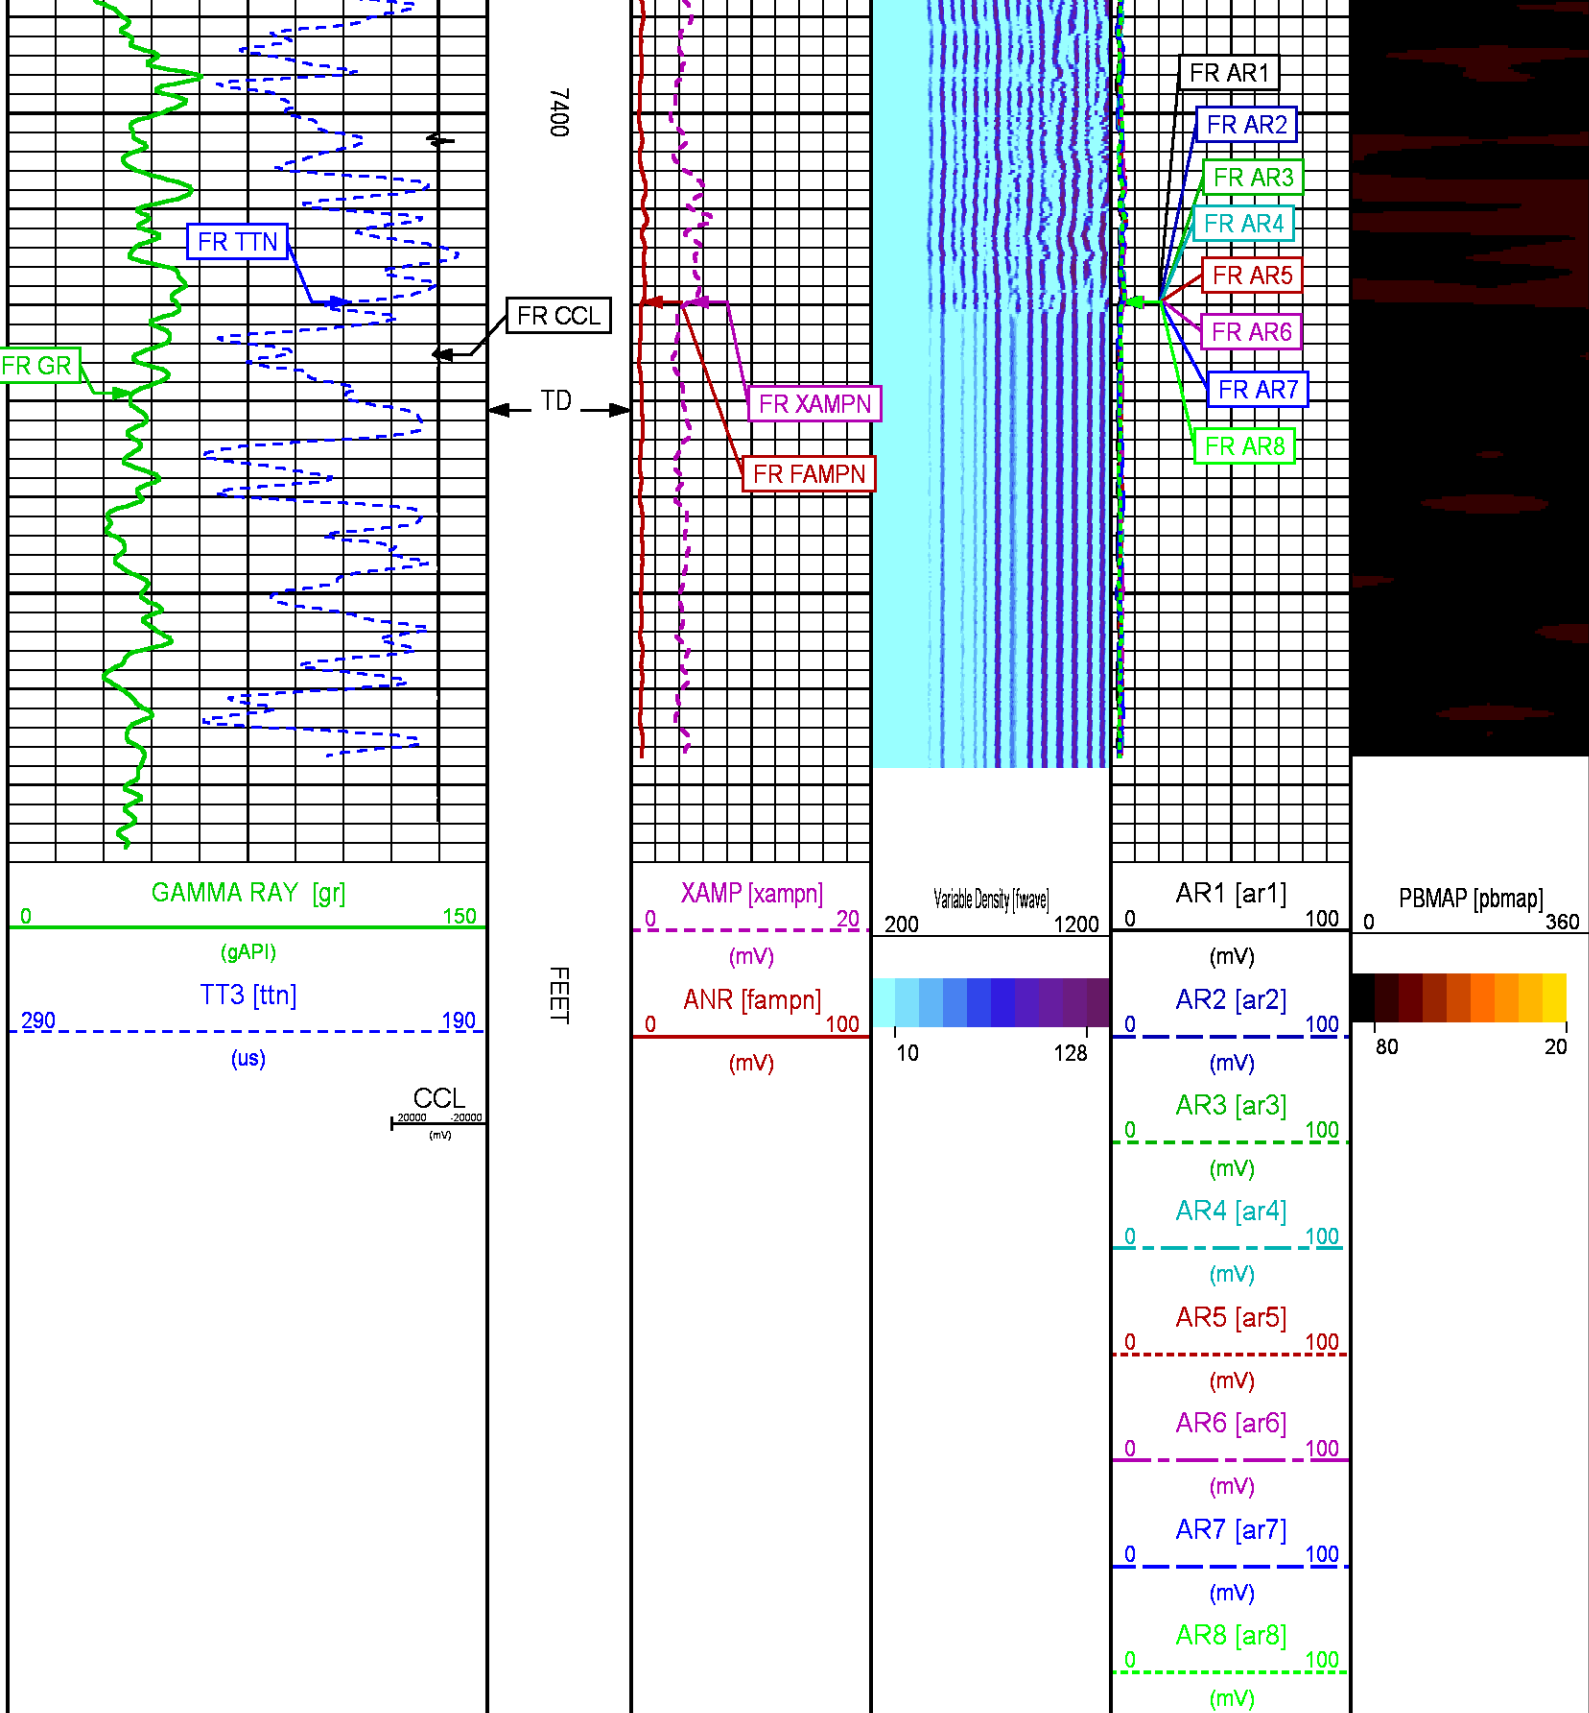 7400
FR AR1
FR AR2
FR AR3
FR AR4
FR AR5
FR AR6
FR AR7
FR AR8
FR TTN
FR CCL
FR GR
TD
FR XAMPN
FR FAMPN
GAMMA RAY [gr]
0 150
(gAPI)
TT3 [ttn]
290 190
(us)
CCL
20000 -20000
(mV)
FEET
XAMP [xampn]
0 20
(mV)
ANR [fampn]
0 100
(mV)
Variable Density [fwave]
200 1200
10 128
AR1 [ar1]
0 100
(mV)
AR2 [ar2]
0 100
(mV)
AR3 [ar3]
0 100
(mV)
AR4 [ar4]
0 100
(mV)
AR5 [ar5]
0 100
(mV)
AR6 [ar6]
0 100
(mV)
AR7 [ar7]
0 100
(mV)
AR8 [ar8]
0 100
(mV)
PBMAP [pbmap]
0 360
80 20